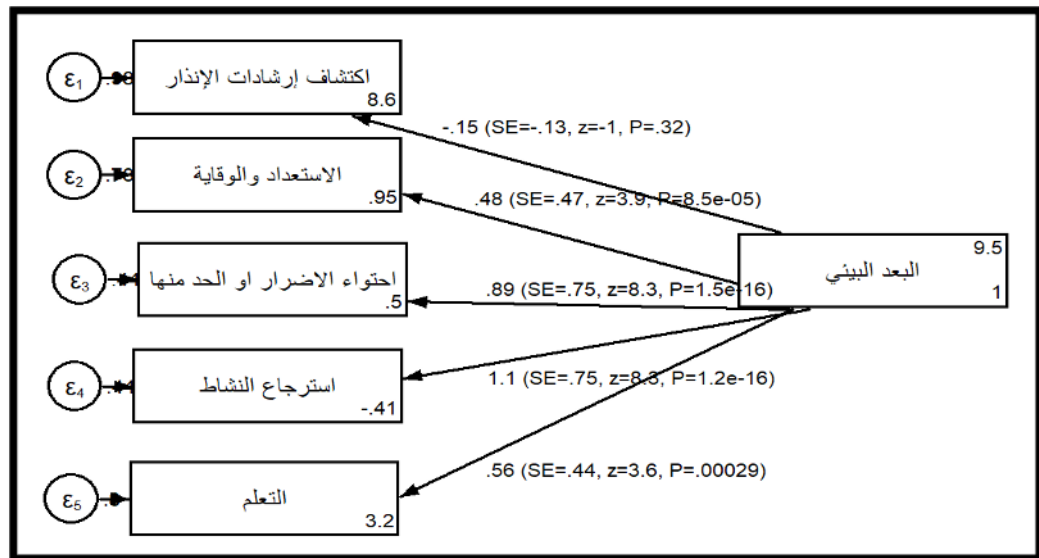 ε1
اكتشاف إرشادات الإنذار
8.6
-.15 (SE=-.13, z=-1, P=.32)
ε2
الاستعداد والوقاية
.95
.48 (SE=.47, z=3.9, P=8.5e-05)
9.5
البعد البيئي
1
ε3
احتواء الاضرار او الحد منها
.5
.89 (SE=.75, z=8.3, P=1.5e-16)
ε4
استرجاع النشاط
-.41
1.1 (SE=.75, z=8.3, P=1.2e-16)
ε5
التعلم
3.2
.56 (SE=.44, z=3.6, P=.00029)